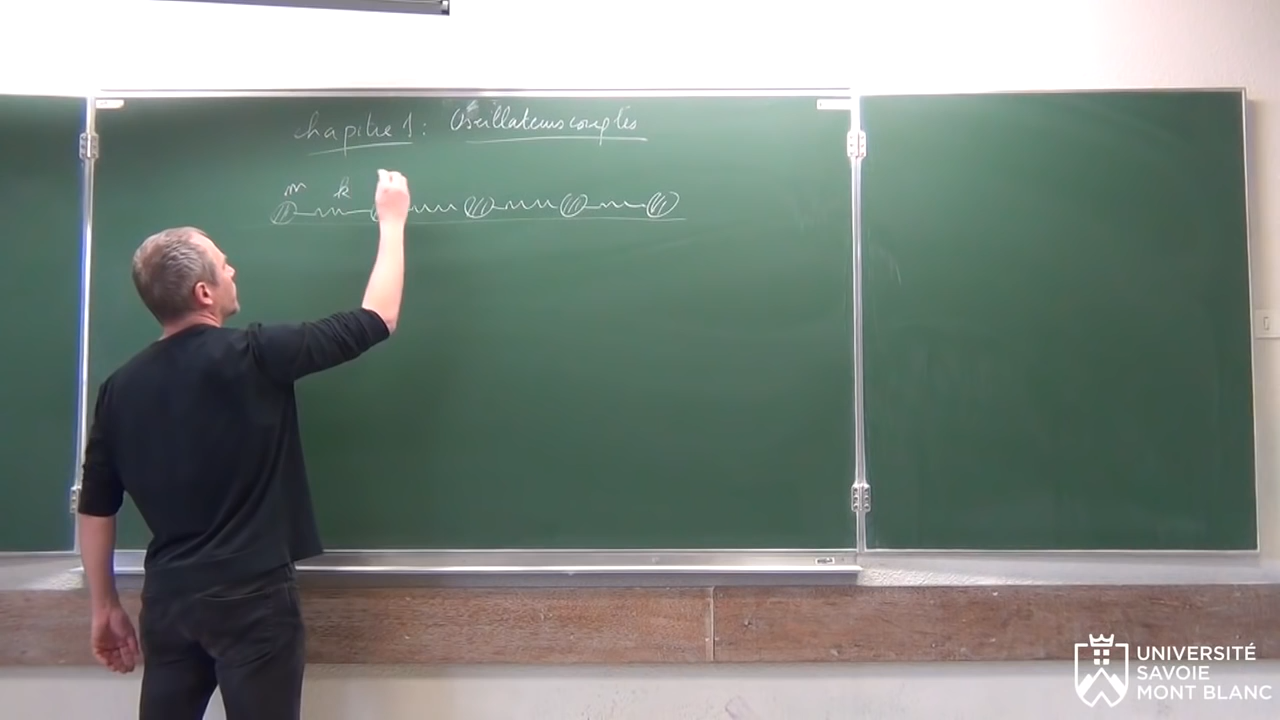 chapitre 1 : Oscillateurs couplés
m k
UNIVERSITÉ
SAVOIE
MONT BLANC